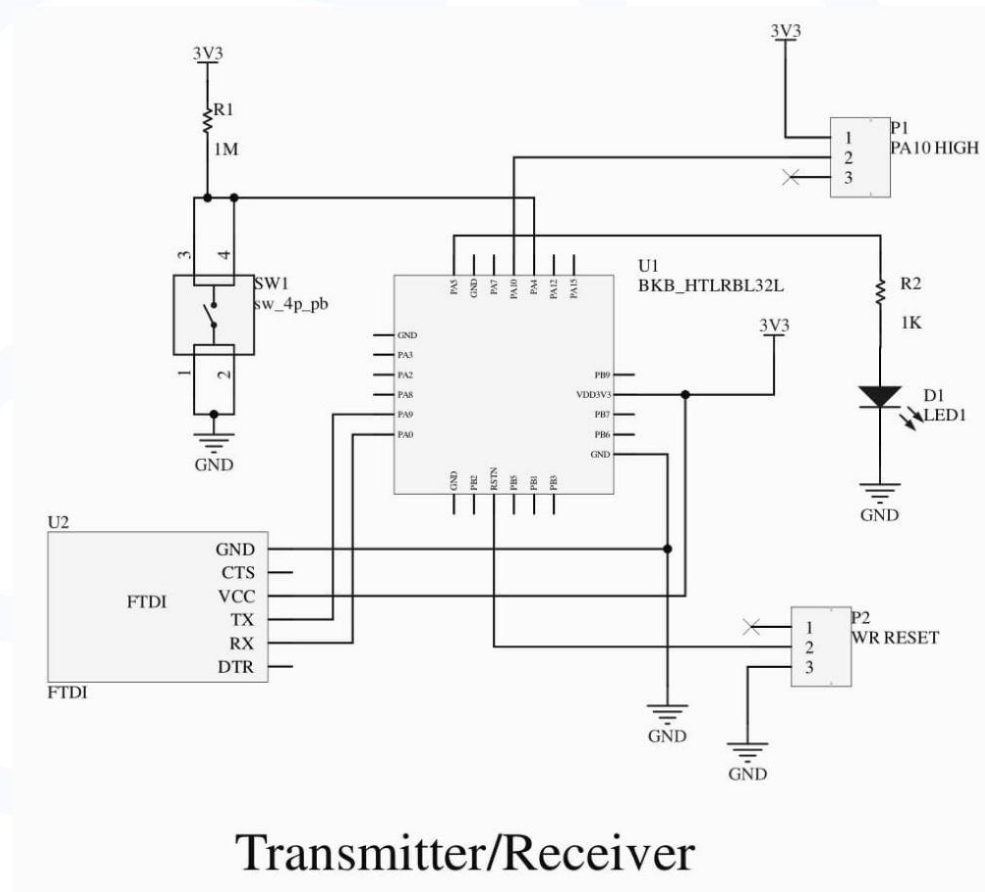 3V3
R1
1M
3
4
SW1
sw_4p_pb
1
2
GND
3V3
P1
PA10 HIGH
1
2
3
U1
BKB_HTLRBL32L
PA5
GND
PA7
PA10
PA4
PA12
PA15
GND
PA3
PA2
PA8
PA9
PA0
PB9
VDD3V3
PB7
PB6
GND
GND
PB2
RSTN
PB5
PB1
PB3
3V3
R2
1K
D1
LED1
GND
U2
FTDI
GND
CTS
VCC
TX
RX
DTR
FTDI
P2
WR RESET
1
2
3
GND
GND
Transmitter/Receiver